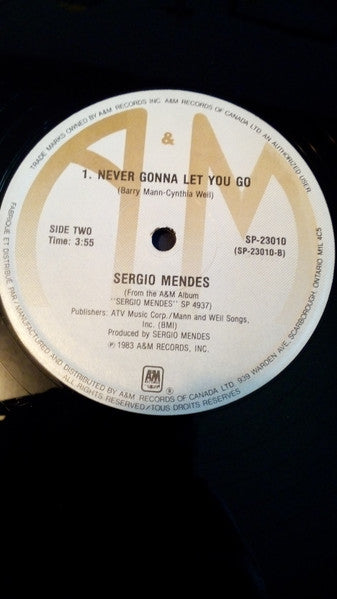 TRADE MARKS OWNED BY A&M RECORDS INC. A&M RECORDS OF CANADA LTD. AN AUTHORIZED USER.
A & M
1. NEVER GONNA LET YOU GO
(Barry Mann-Cynthia Weil)
SIDE TWO
Time: 3:55
SP-23010
(SP-23010-B)
SERGIO MENDES
(From the A&M Album
"SERGIO MENDES" SP 4937)
Publishers: ATV Music Corp./Mann and Weil Songs,
Inc. (BMI)
Produced by SERGIO MENDES
℗ 1983 A&M RECORDS, INC.
A&M
®
FABRIQUÉ ET DISTRIBUÉ PAR/MANUFACTURED AND DISTRIBUTED BY A&M RECORDS OF CANADA LTD. 939 WARDEN AVE. SCARBOROUGH, ONTARIO M1L 4C5
ALL RIGHTS RESERVED/TOUS DROITS RESERVÉS